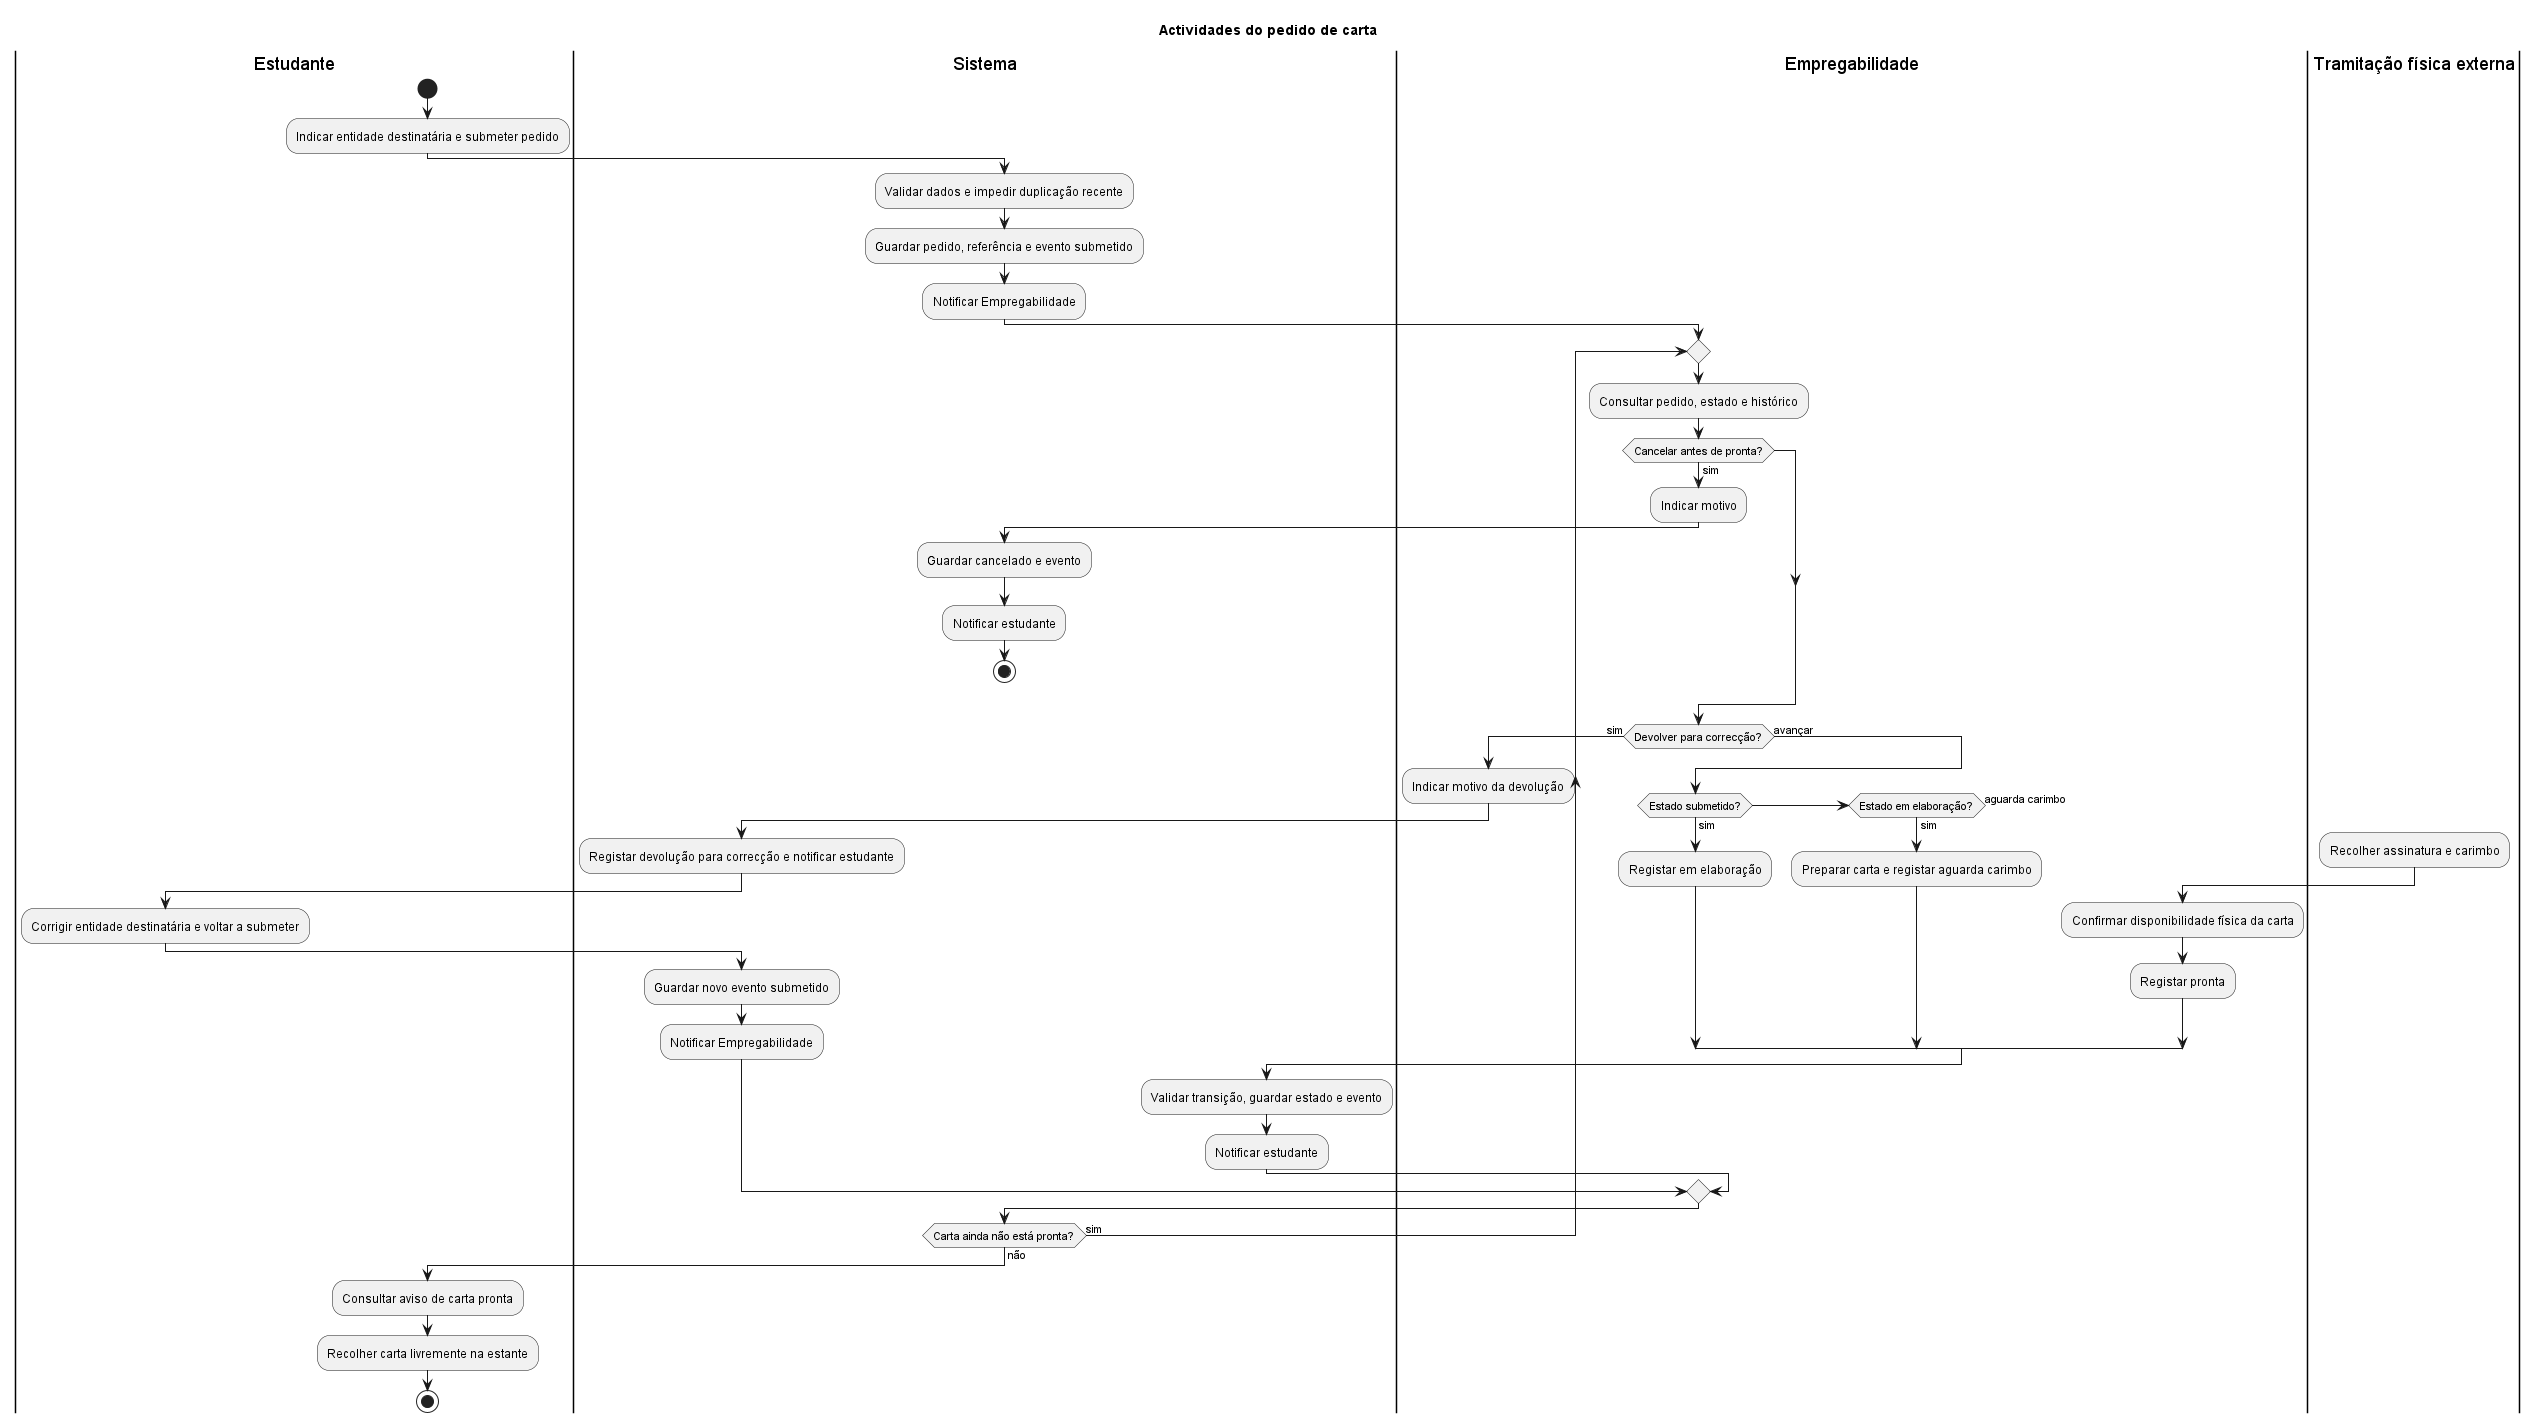 Actividades do pedido de carta
Estudante
Sistema
Empregabilidade
Tramitação física externa
Indicar entidade destinatária e submeter pedido
Validar dados e impedir duplicação recente
Guardar pedido, referência e evento submetido
Notificar Empregabilidade
Consultar pedido, estado e histórico
Cancelar antes de pronta?
sim
Indicar motivo
Guardar cancelado e evento
Notificar estudante
sim
Devolver para correcção?
avançar
Indicar motivo da devolução
Estado submetido?
Estado em elaboração?
aguarda carimbo
sim
sim
Recolher assinatura e carimbo
Registar devolução para correcção e notificar estudante
Registar em elaboração
Preparar carta e registar aguarda carimbo
Corrigir entidade destinatária e voltar a submeter
Confirmar disponibilidade física da carta
Guardar novo evento submetido
Registar pronta
Notificar Empregabilidade
Validar transição, guardar estado e evento
Notificar estudante
Carta ainda não está pronta?
sim
não
Consultar aviso de carta pronta
Recolher carta livremente na estante